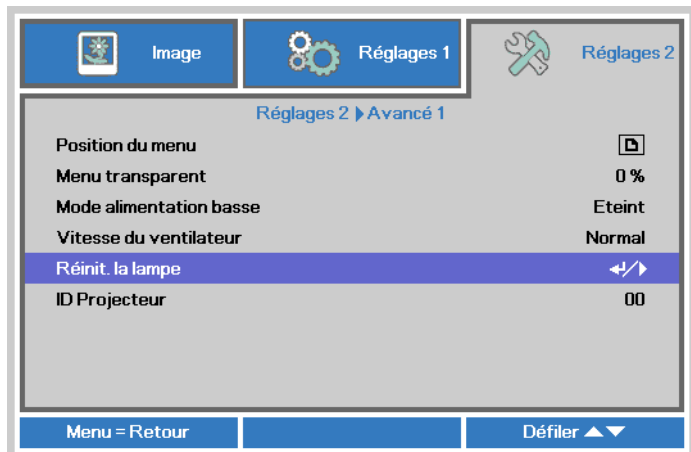 Image
Réglages 1
Réglages 2
Réglages 2 ▶ Avancé 1
Position du menu
Menu transparent 0 %
Mode alimentation basse Eteint
Vitesse du ventilateur Normal
Réinit. la lampe ↵/▶
ID Projecteur 00
Menu = Retour Défiler ▲▼